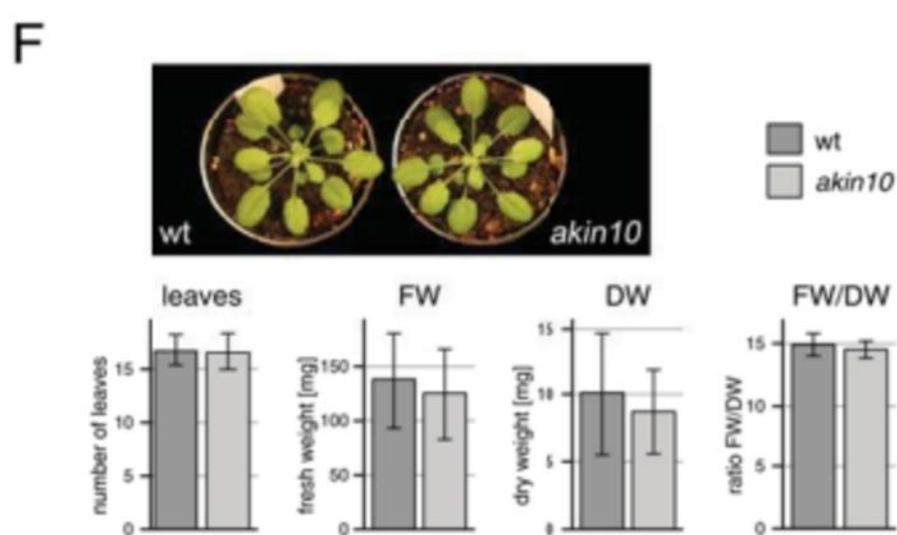 F
wt
akin10
wt
akin10
leaves
number of leaves
15
10
5
0
FW
fresh weight [mg]
150
100
50
0
DW
dry weight [mg]
15
10
5
0
FW/DW
ratio FW/DW
15
10
5
0